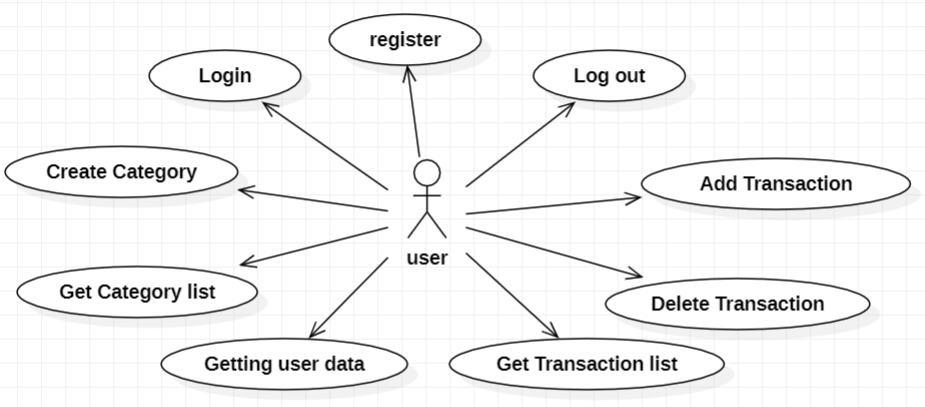 register
Login
Log out
Create Category
Add Transaction
user
Get Category list
Delete Transaction
Getting user data
Get Transaction list